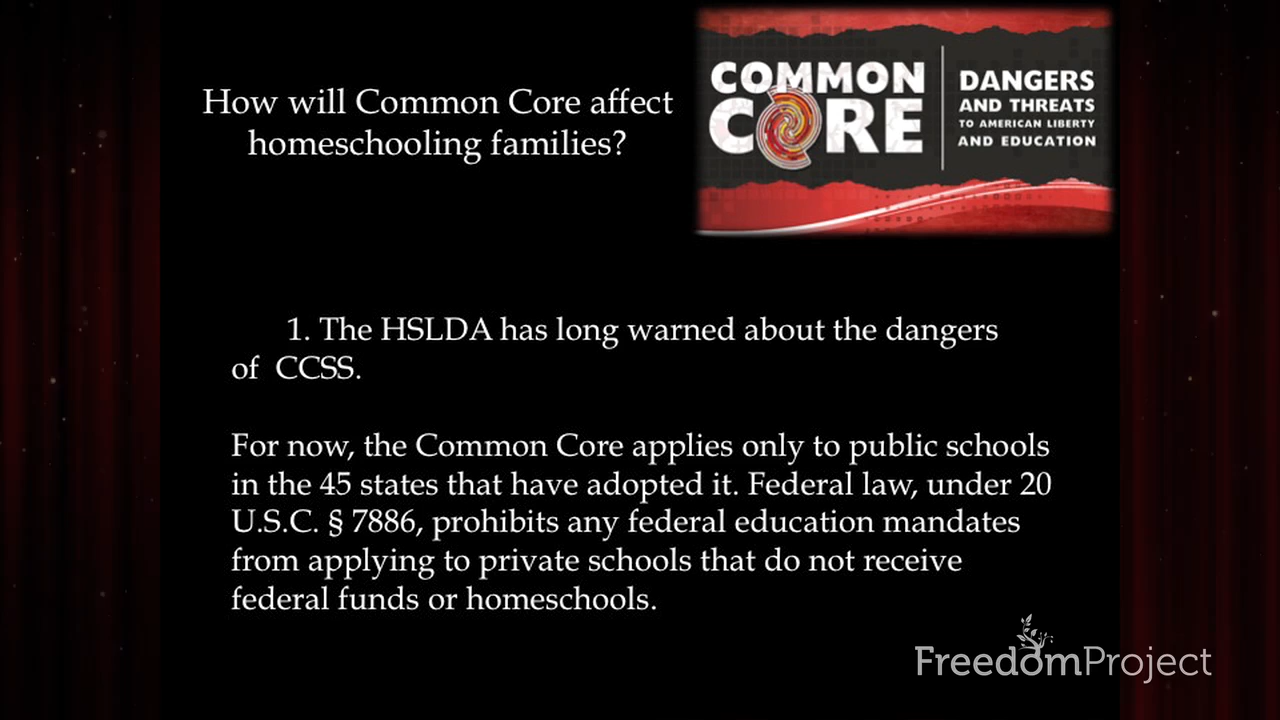 How will Common Core affect
homeschooling families?
COMMON
CORE
DANGERS
AND THREATS
TO AMERICAN LIBERTY
AND EDUCATION
1. The HSLDA has long warned about the dangers
of CCSS.
For now, the Common Core applies only to public schools
in the 45 states that have adopted it. Federal law, under 20
U.S.C. § 7886, prohibits any federal education mandates
from applying to private schools that do not receive
federal funds or homeschools.
FreedomProject